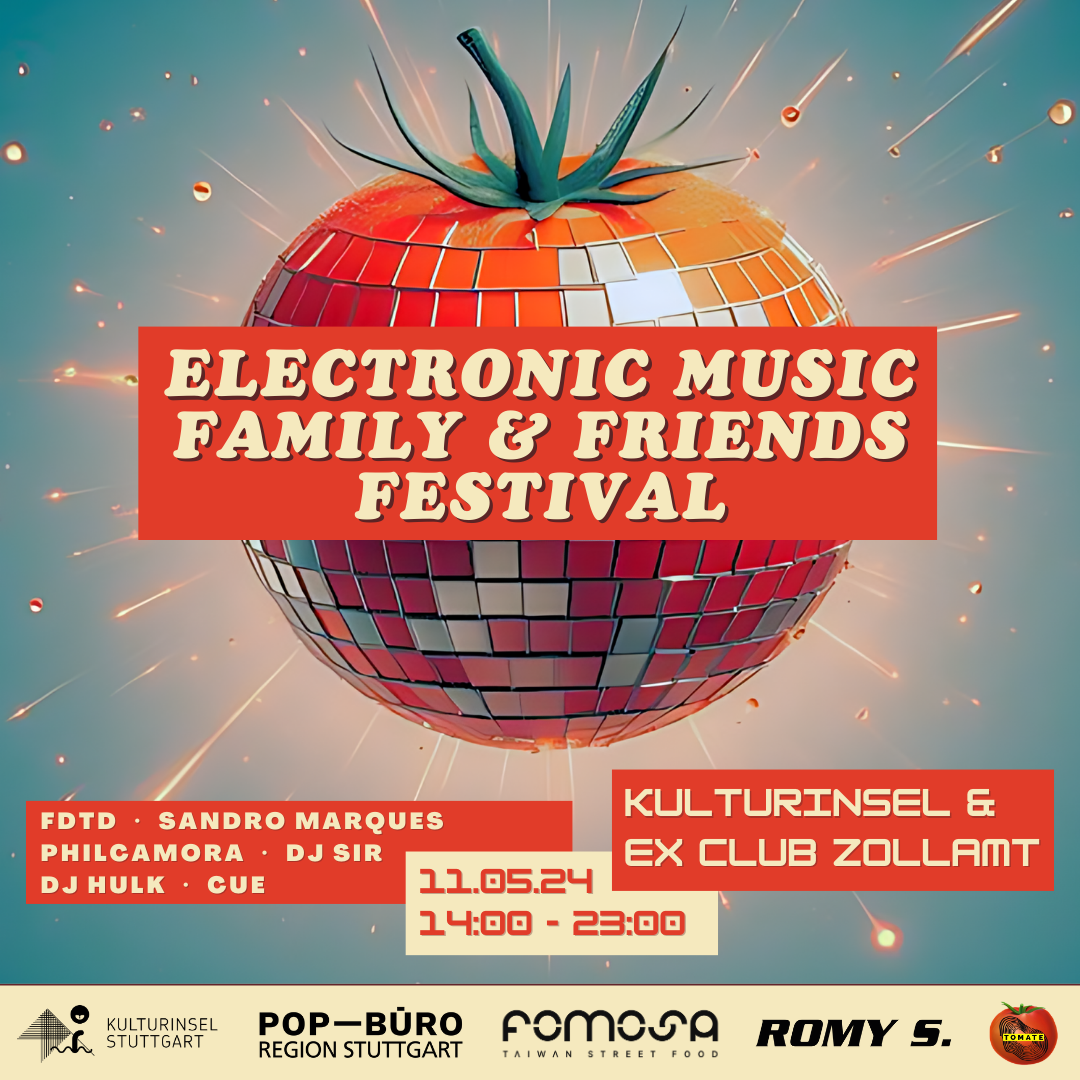 ELECTRONIC MUSIC
FAMILY & FRIENDS
FESTIVAL
FDTD · SANDRO MARQUES
PHILCAMORA · DJ SIR
DJ HULK · CUE
11.05.24
14:00 - 23:00
KULTURINSEL &
EX CLUB ZOLLAMT
KULTURINSEL
STUTTGART
POP—BÜRO
REGION STUTTGART
FOMOSA
TAIWAN STREET FOOD
ROMY S.
TOMATE